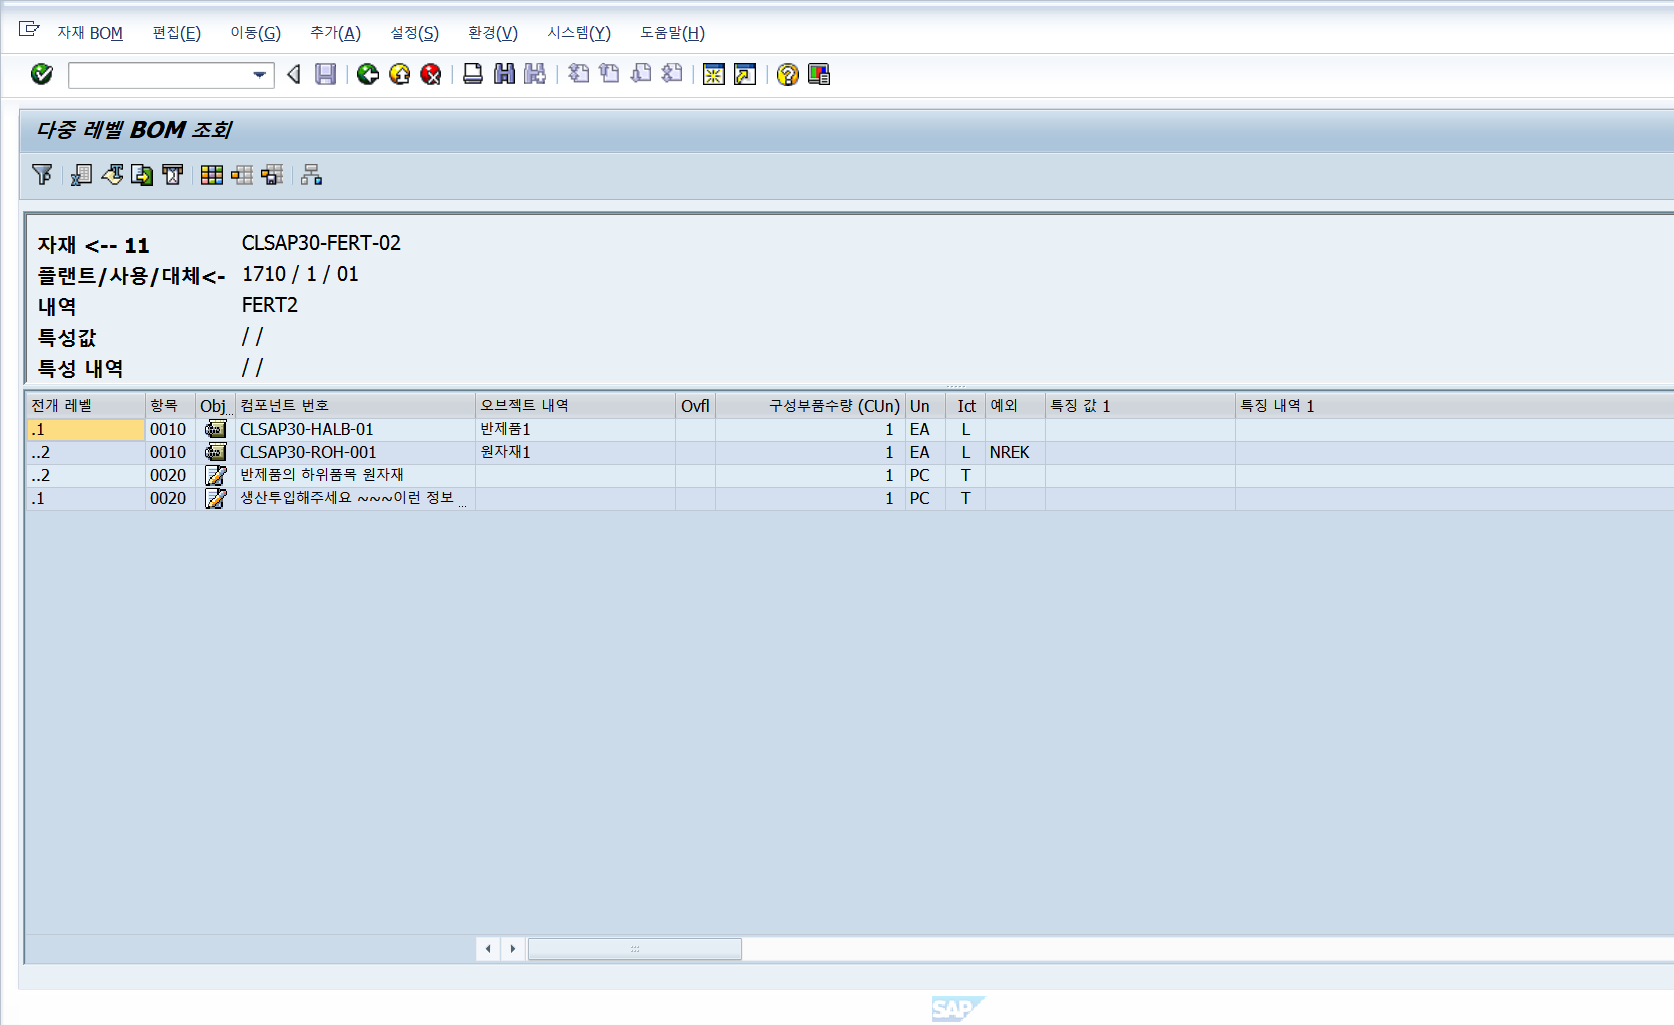 자재 BOM 편집(E) 이동(G) 추가(A) 설정(S) 환경(V) 시스템(Y) 도움말(H)
다중 레벨 BOM 조회
자재 <-- 11 CLSAP30-FERT-02
플랜트/사용/대체<- 1710 / 1 / 01
내역 FERT2
특성값 / /
특성 내역 / /
전개 레벨 항목 Obj... 컴포넌트 번호 오브젝트 내역 Ovfl 구성부품수량 (CUn) Un Ict 예외 특징 값 1 특징 내역 1
.1 0010 CLSAP30-HALB-01 반제품1 1 EA L
..2 0010 CLSAP30-ROH-001 원자재1 1 EA L NREK
..2 0020 반제품의 하위품목 원자재 1 PC T
.1 0020 생산투입해주세요 ~~~이런 정보 ... 1 PC T
SAP